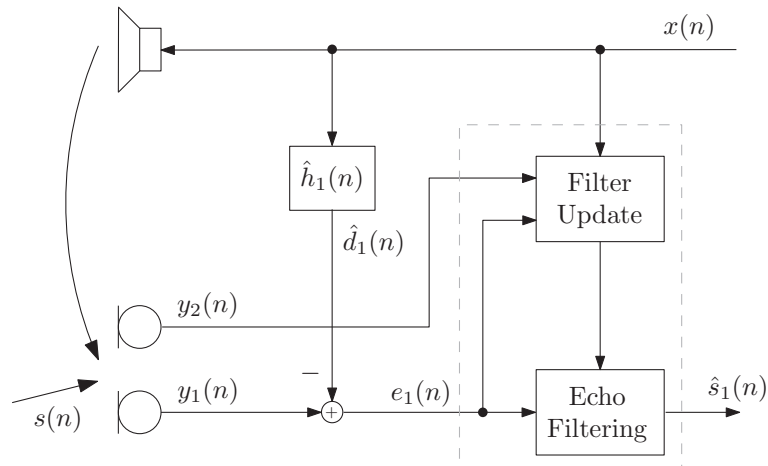 x(n)
ĥ₁(n)
Filter
Update
d̂₁(n)
y₂(n)
−
y₁(n)
e₁(n)
ŝ₁(n)
s(n)
+
Echo
Filtering